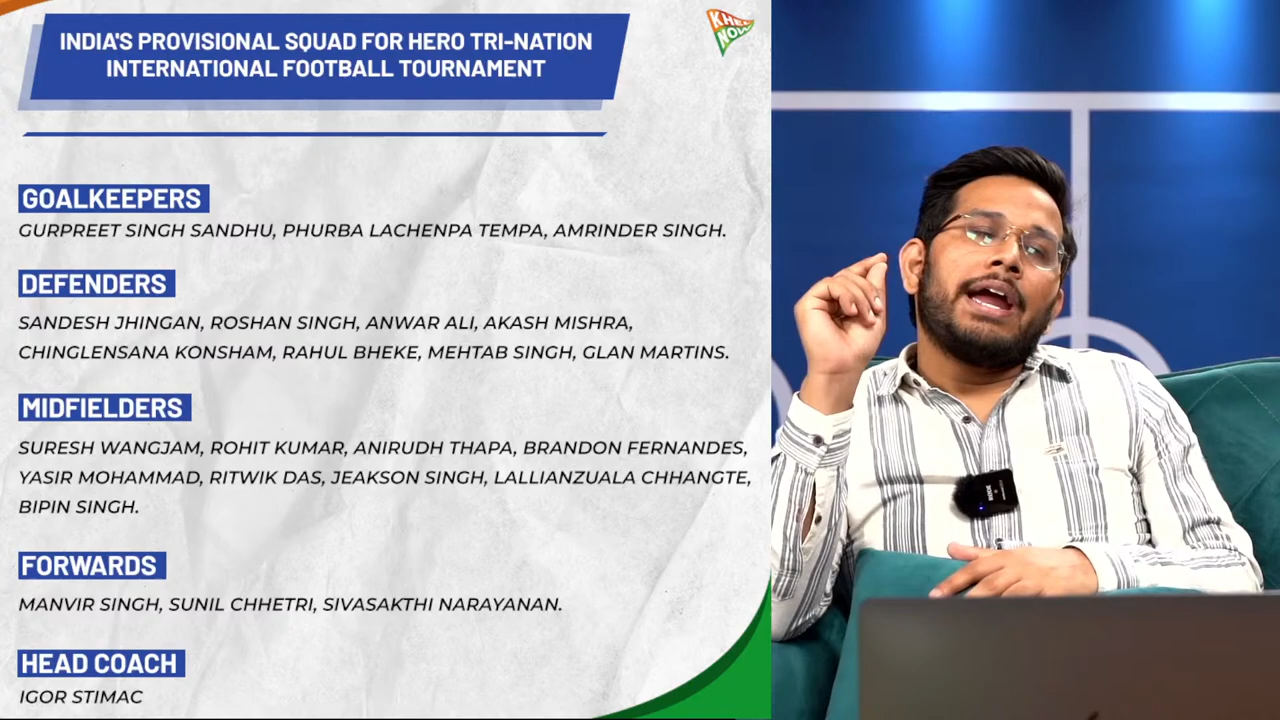 INDIA'S PROVISIONAL SQUAD FOR HERO TRI-NATION
INTERNATIONAL FOOTBALL TOURNAMENT
KHEL
NOW
GOALKEEPERS
GURPREET SINGH SANDHU, PHURBA LACHENPA TEMPA, AMRINDER SINGH.
DEFENDERS
SANDESH JHINGAN, ROSHAN SINGH, ANWAR ALI, AKASH MISHRA,
CHINGLENSANA KONSHAM, RAHUL BHEKE, MEHTAB SINGH, GLAN MARTINS.
MIDFIELDERS
SURESH WANGJAM, ROHIT KUMAR, ANIRUDH THAPA, BRANDON FERNANDES,
YASIR MOHAMMAD, RITWIK DAS, JEAKSON SINGH, LALLIANZUALA CHHANGTE,
BIPIN SINGH.
FORWARDS
MANVIR SINGH, SUNIL CHHETRI, SIVASAKTHI NARAYANAN.
HEAD COACH
IGOR STIMAC
RODE